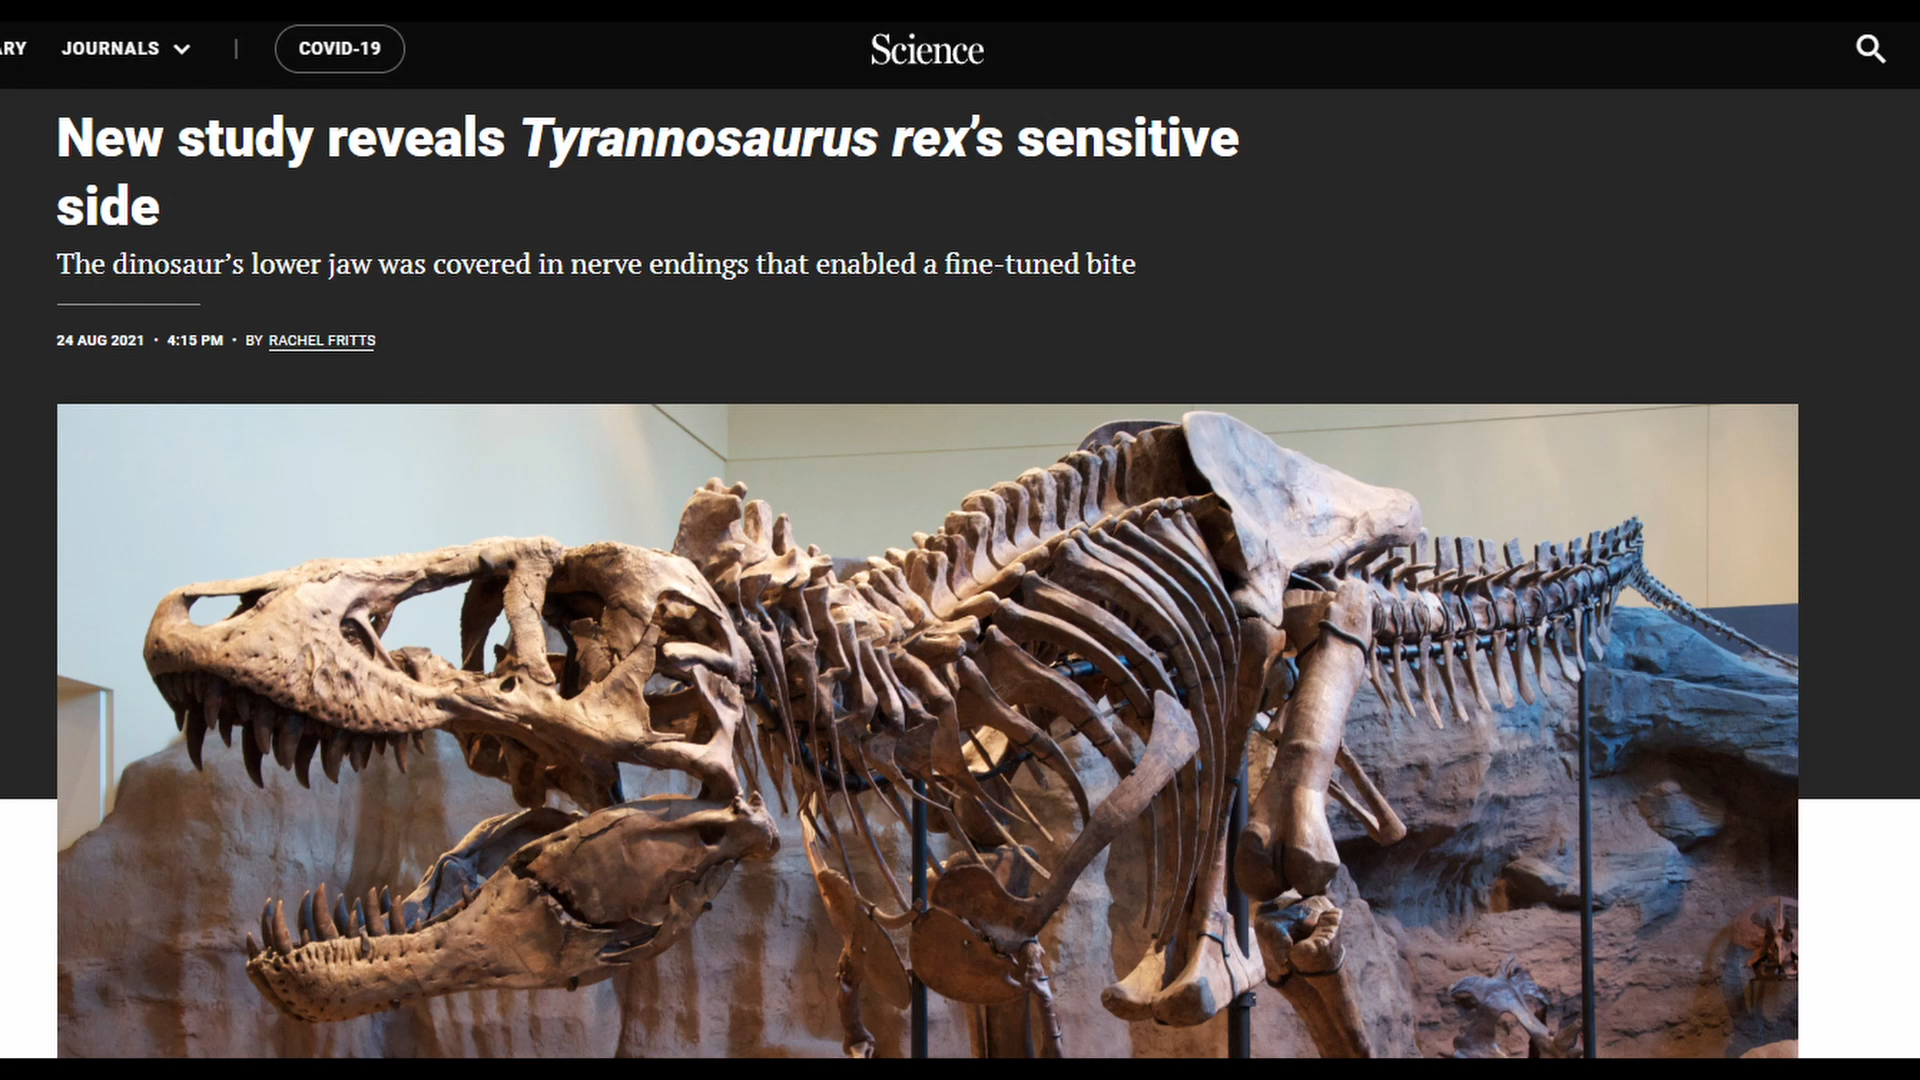 ARY JOURNALS | COVID-19 Science
New study reveals Tyrannosaurus rex's sensitive
side
The dinosaur’s lower jaw was covered in nerve endings that enabled a fine-tuned bite
24 AUG 2021 • 4:15 PM • BY RACHEL FRITTS